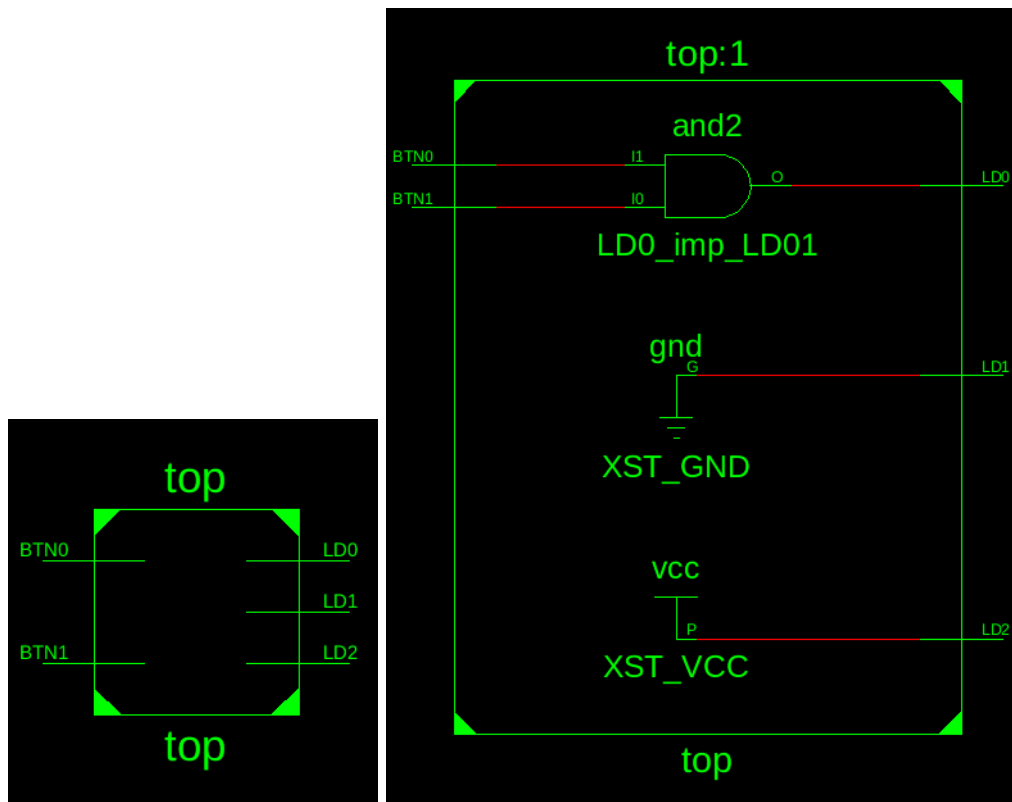 top
BTN0
LD0
LD1
BTN1
LD2
top
top:1
and2
BTN0
I1
O
LD0
BTN1
I0
LD0_imp_LD01
gnd
G
LD1
XST_GND
vcc
P
LD2
XST_VCC
top